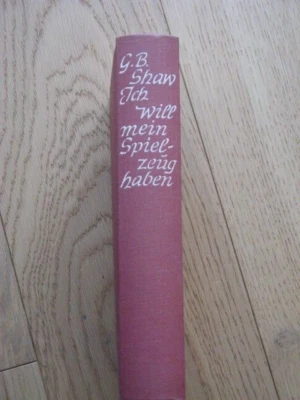 G. B.
Shaw
Ich
will
mein
Spiel-
zeug
haben